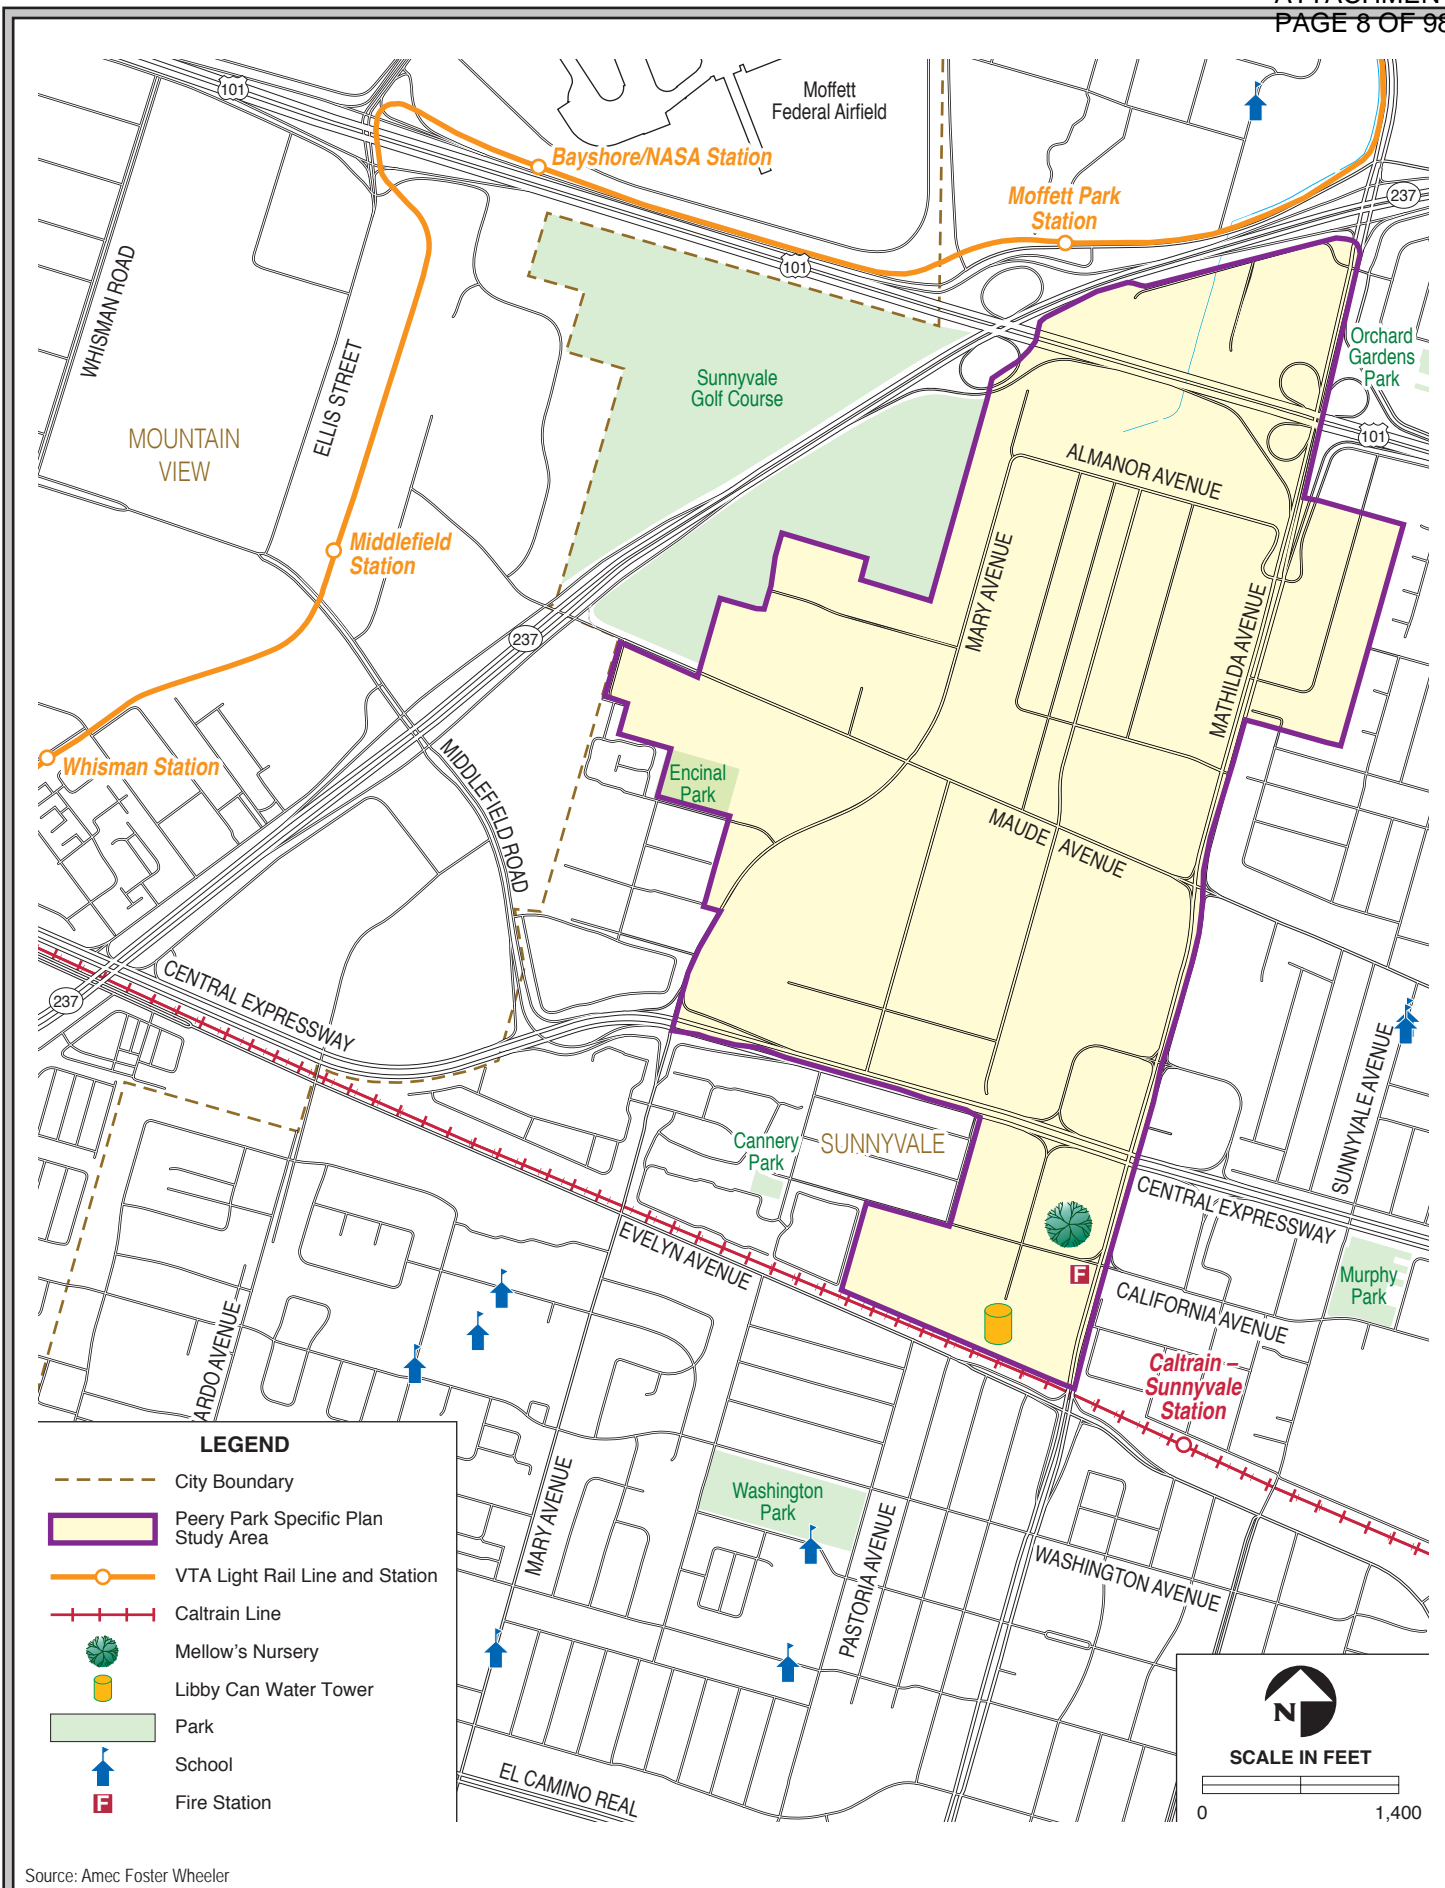 PAGE 8 OF 98
101
Moffett
Federal Airfield
Bayshore/NASA Station
Moffett Park
Station
237
101
WHISMAN ROAD
ELLIS STREET
Sunnyvale
Golf Course
Orchard
Gardens
Park
101
MOUNTAIN
VIEW
ALMANOR AVENUE
Middlefield
Station
MARY AVENUE
MATHILDA AVENUE
237
Whisman Station
MIDDLEFIELD ROAD
Encinal
Park
MAUDE AVENUE
CENTRAL EXPRESSWAY
237
SUNNYVALE AVENUE
Cannery
Park
SUNNYVALE
CENTRAL EXPRESSWAY
EVELYN AVENUE
F
CALIFORNIA AVENUE
Murphy
Park
Caltrain –
Sunnyvale
Station
ARDO AVENUE
MARY AVENUE
Washington
Park
PASTORIA AVENUE
WASHINGTON AVENUE
EL CAMINO REAL
LEGEND
City Boundary
Peery Park Specific Plan
Study Area
VTA Light Rail Line and Station
Caltrain Line
Mellow's Nursery
Libby Can Water Tower
Park
School
F Fire Station
N
SCALE IN FEET
0 1,400
Source: Amec Foster Wheeler